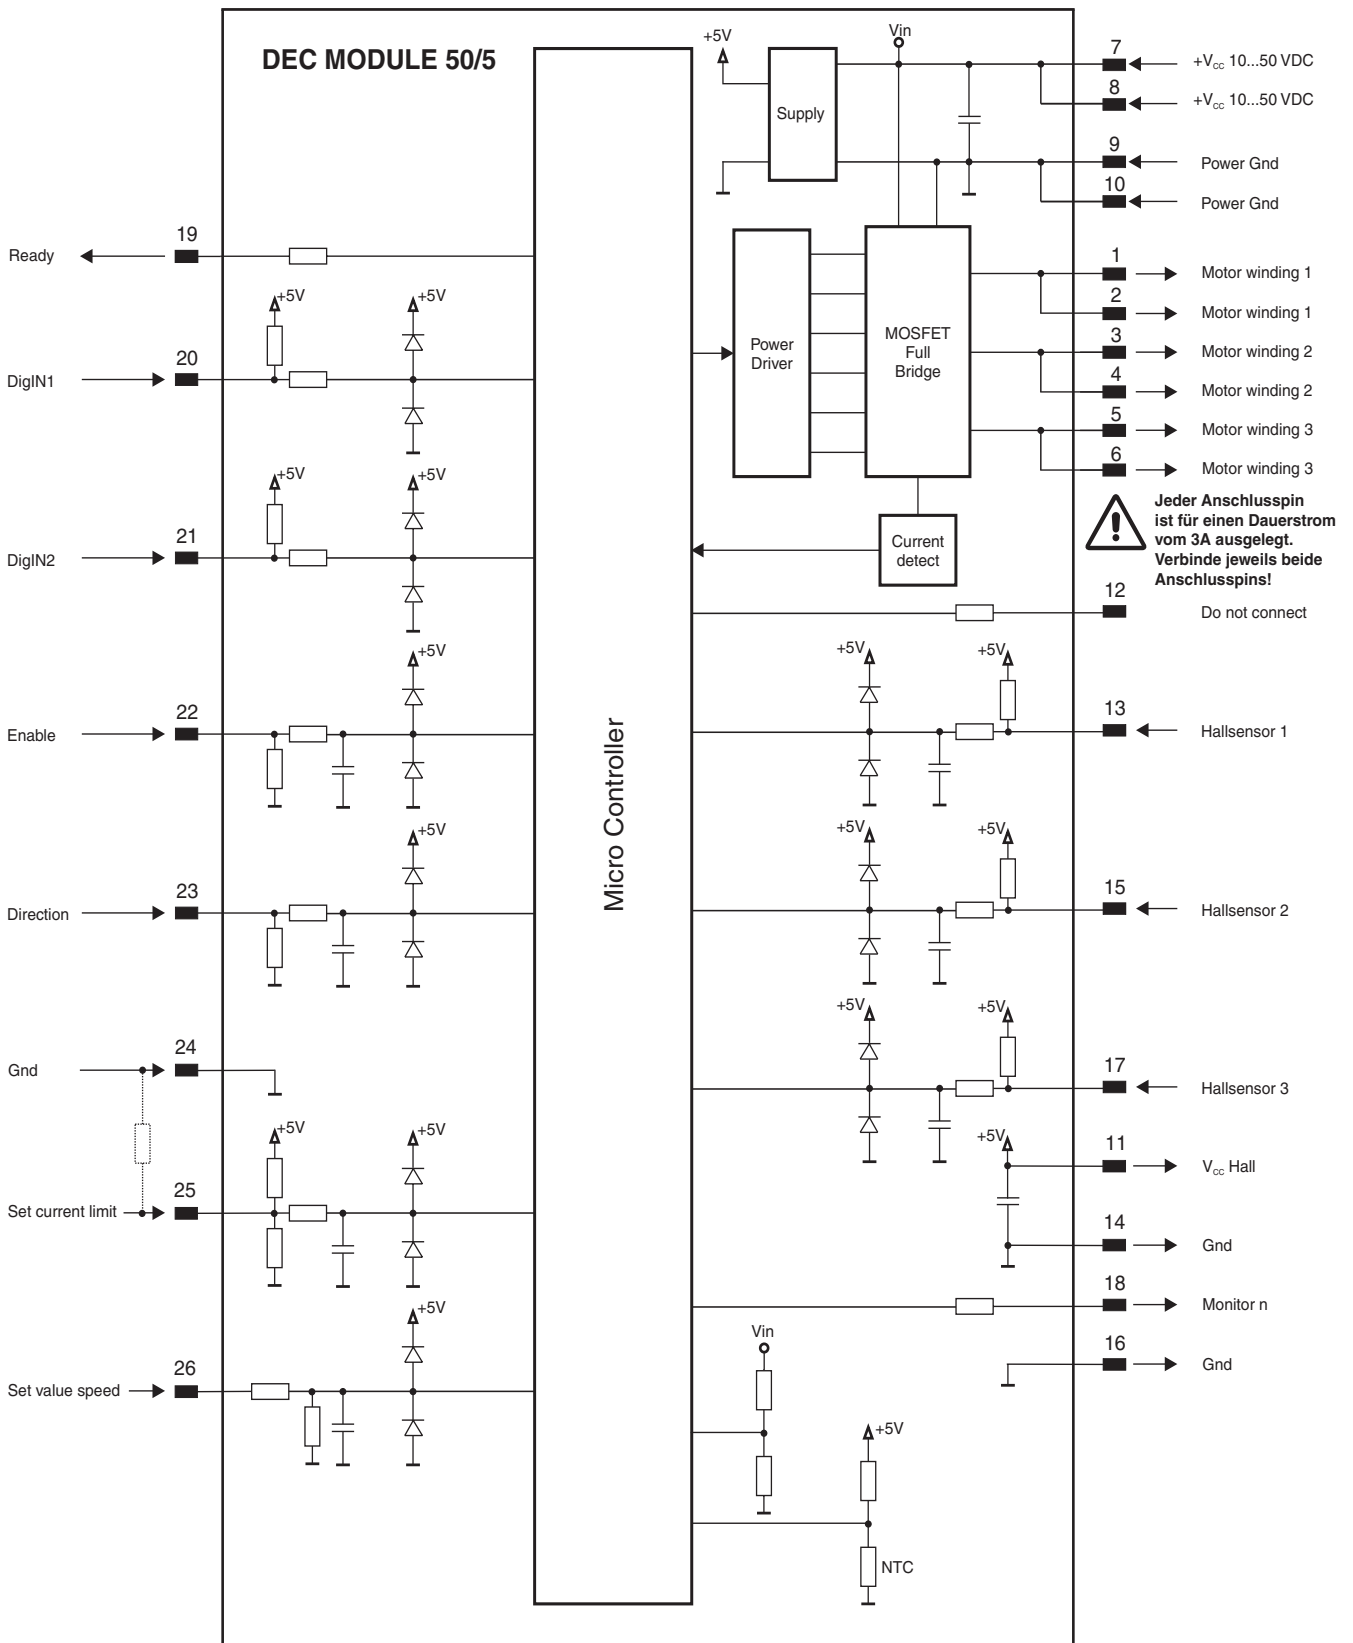 DEC MODULE 50/5
+5V
Vin
Supply
7
+Vcc 10...50 VDC
8
+Vcc 10...50 VDC
9
Power Gnd
10
Power Gnd
Power
Driver
MOSFET
Full
Bridge
1
Motor winding 1
2
Motor winding 1
3
Motor winding 2
4
Motor winding 2
5
Motor winding 3
6
Motor winding 3
Jeder Anschlusspin
ist für einen Dauerstrom
vom 3A ausgelegt.
Verbinde jeweils beide
Anschlusspins!
Current
detect
12
Do not connect
+5V
+5V
13
Hallsensor 1
+5V
+5V
15
Hallsensor 2
+5V
+5V
17
Hallsensor 3
+5V
11
Vcc Hall
14
Gnd
18
Monitor n
16
Gnd
Vin
+5V
NTC
Micro Controller
Ready
19
+5V
+5V
DigIN1
20
+5V
+5V
DigIN2
21
+5V
Enable
22
+5V
Direction
23
Gnd
24
+5V
+5V
Set current limit
25
+5V
Set value speed
26